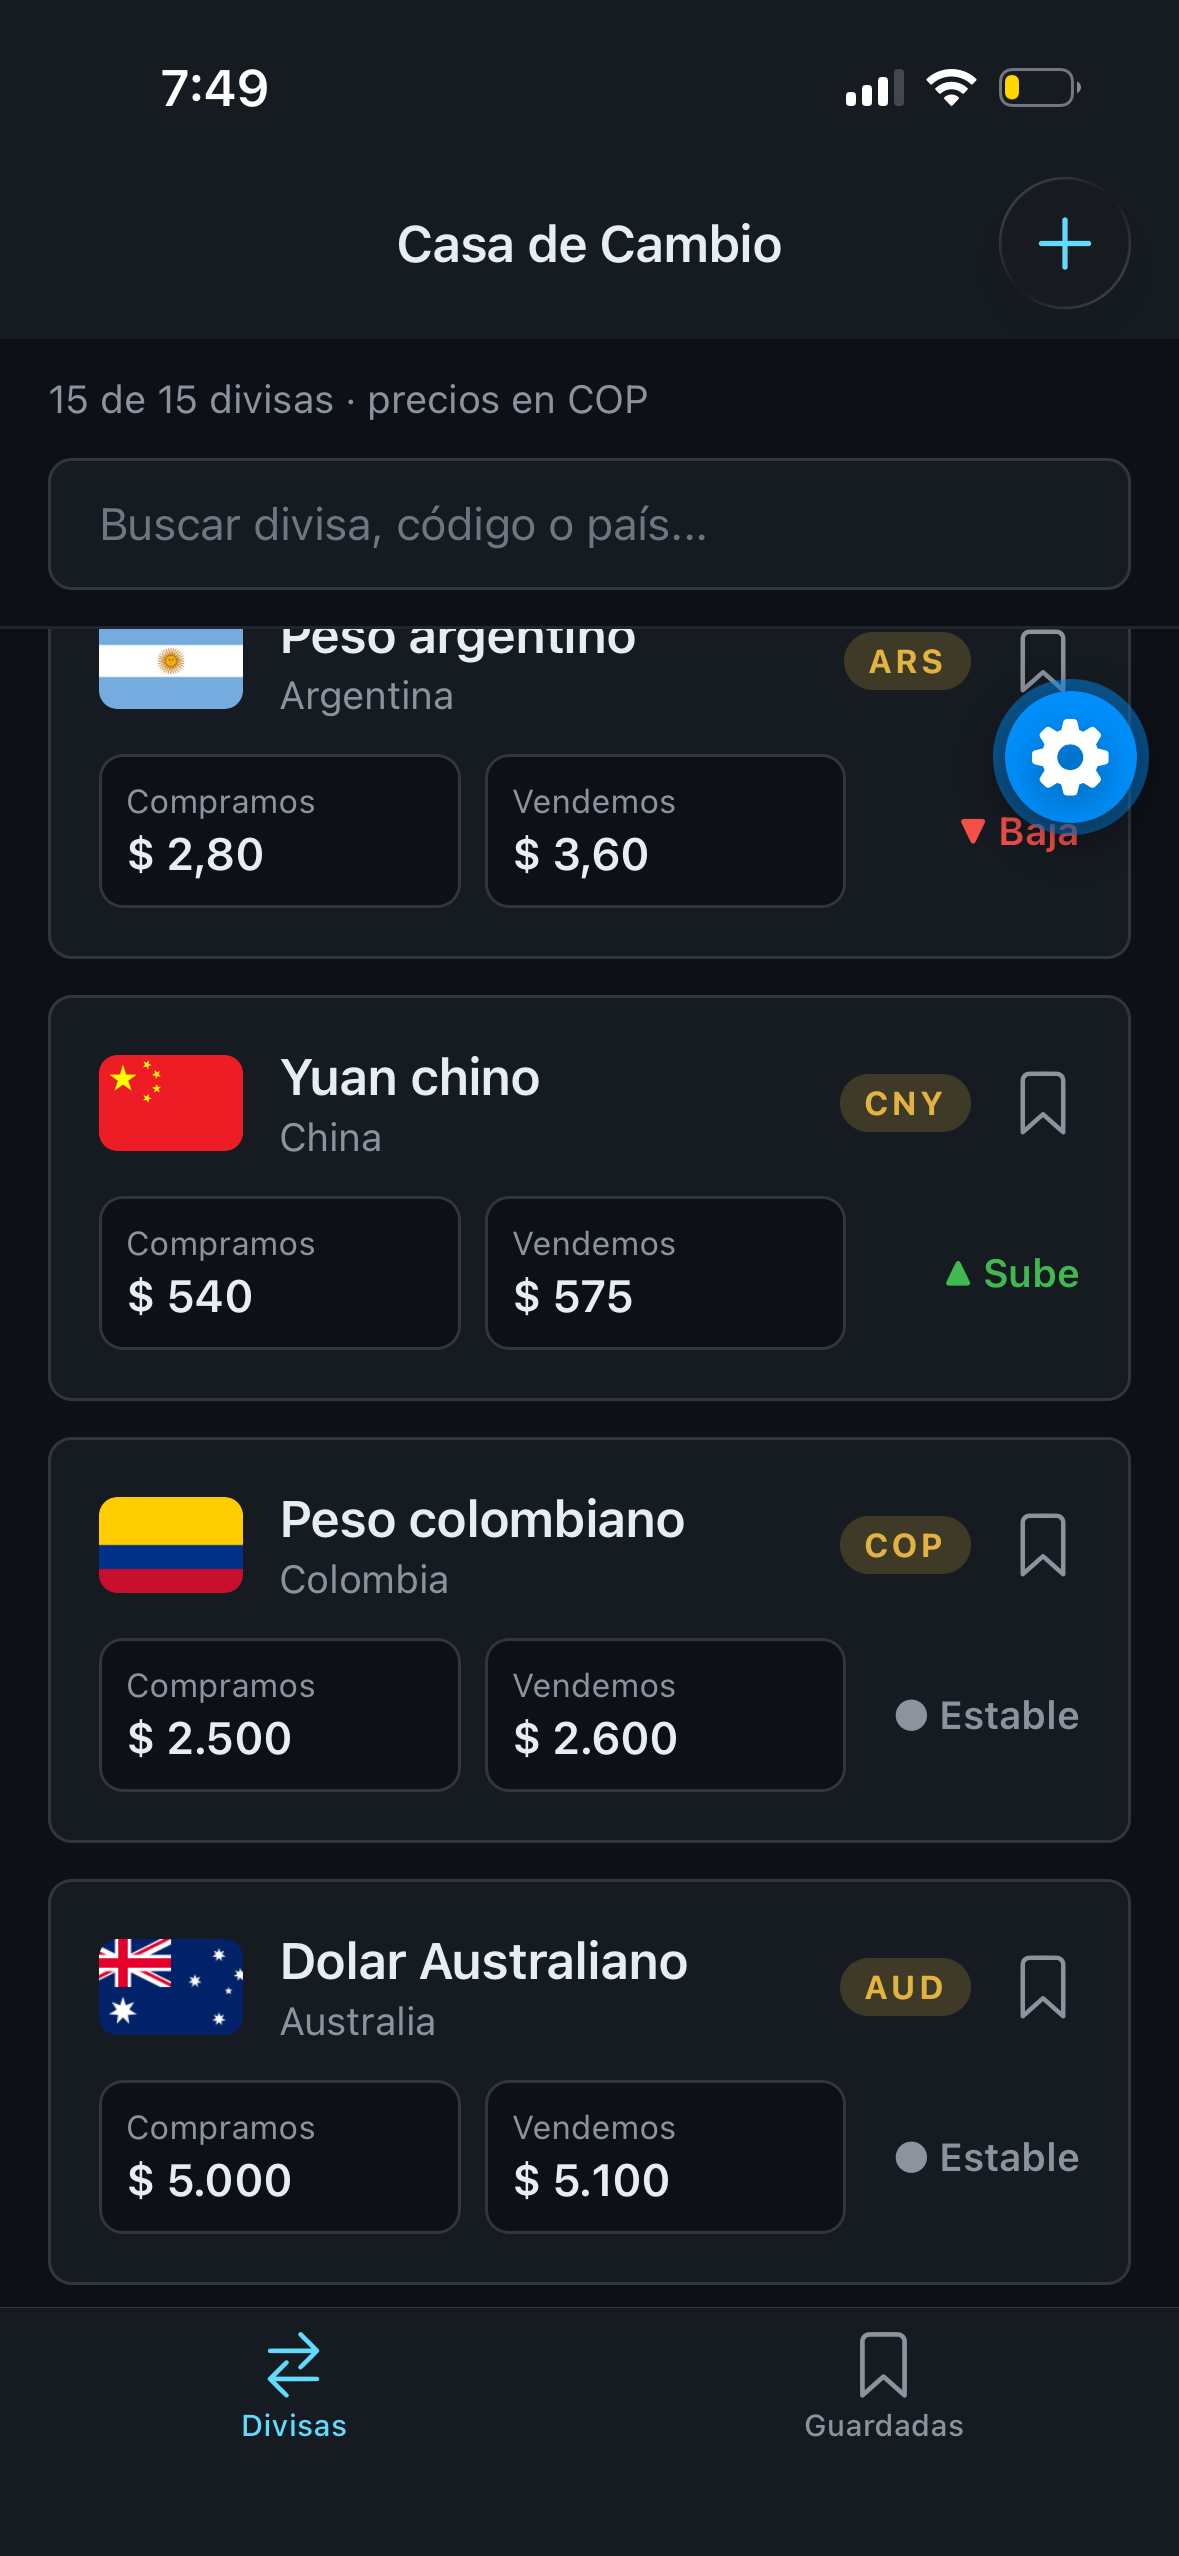 7:49
Casa de Cambio
15 de 15 divisas · precios en COP
Buscar divisa, código o país...
Peso argentino
ARS
Argentina
Compramos
Vendemos
$ 2,80
$ 3,60
▼ Baja
Yuan chino
CNY
China
Compramos
Vendemos
$ 540
$ 575
▲ Sube
Peso colombiano
COP
Colombia
Compramos
Vendemos
$ 2.500
$ 2.600
● Estable
Dolar Australiano
AUD
Australia
Compramos
Vendemos
$ 5.000
$ 5.100
● Estable
Divisas
Guardadas